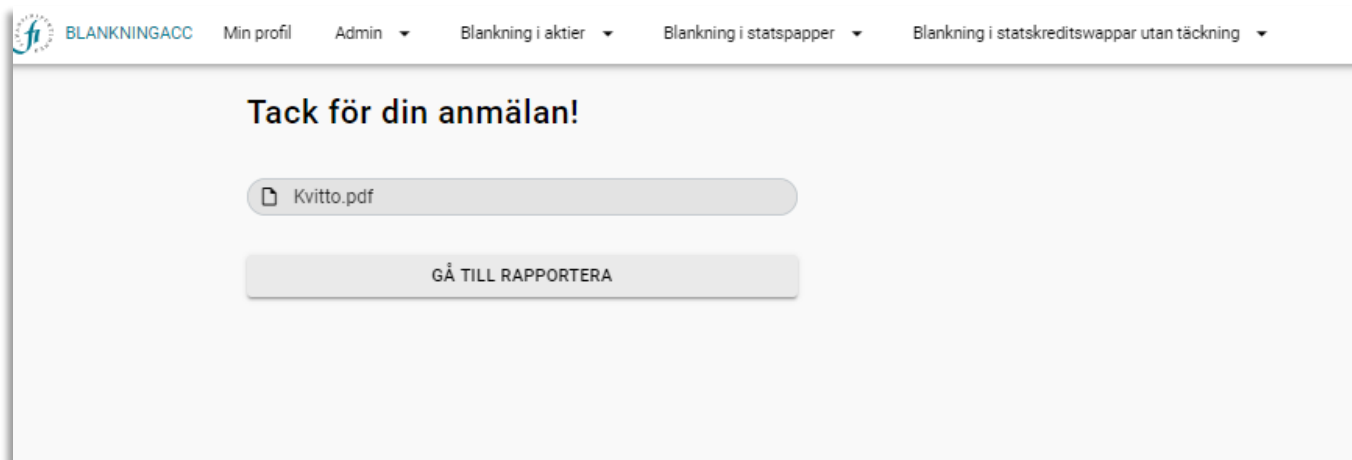 fi BLANKNINGACC Min profil Admin Blankning i aktier Blankning i statspapper Blankning i statskreditswappar utan täckning
Tack för din anmälan!
Kvitto.pdf
GÅ TILL RAPPORTERA